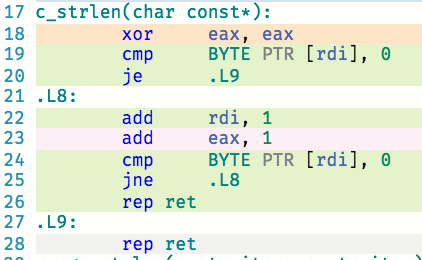 17 c_strlen(char const*):
18 xor eax, eax
19 cmp BYTE PTR [rdi], 0
20 je .L9
21 .L8:
22 add rdi, 1
23 add eax, 1
24 cmp BYTE PTR [rdi], 0
25 jne .L8
26 rep ret
27 .L9:
28 rep ret